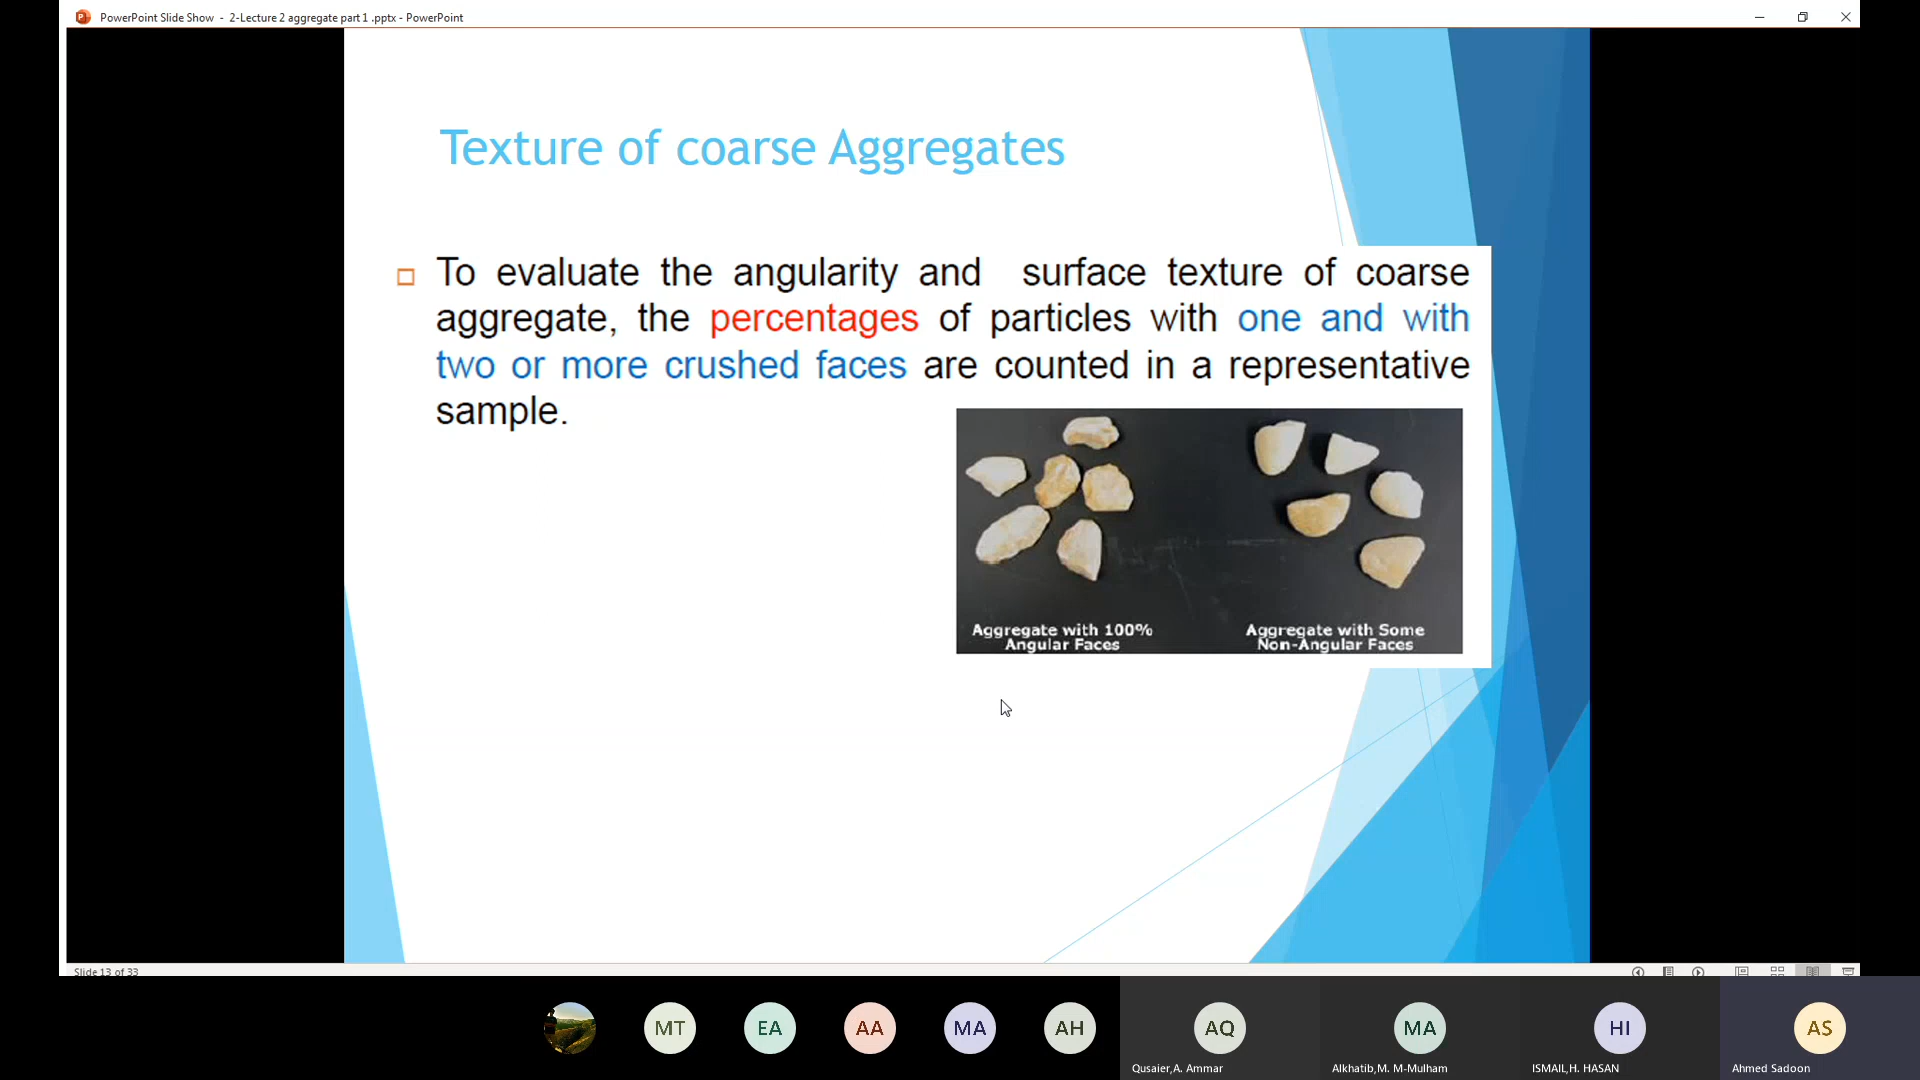 PowerPoint Slide Show - 2-Lecture 2 aggregate part 1 .pptx - PowerPoint
Texture of coarse Aggregates
To evaluate the angularity and surface texture of coarse
aggregate, the percentages of particles with one and with
two or more crushed faces are counted in a representative
sample.
Aggregate with 100%
Angular Faces
Aggregate with Some
Non-Angular Faces
Slide 13 of 33
MT
EA
AA
MA
AH
AQ
MA
HI
AS
Qusaier,A. Ammar
Alkhatib,M. M-Mulham
ISMAIL,H. HASAN
Ahmed Sadoon